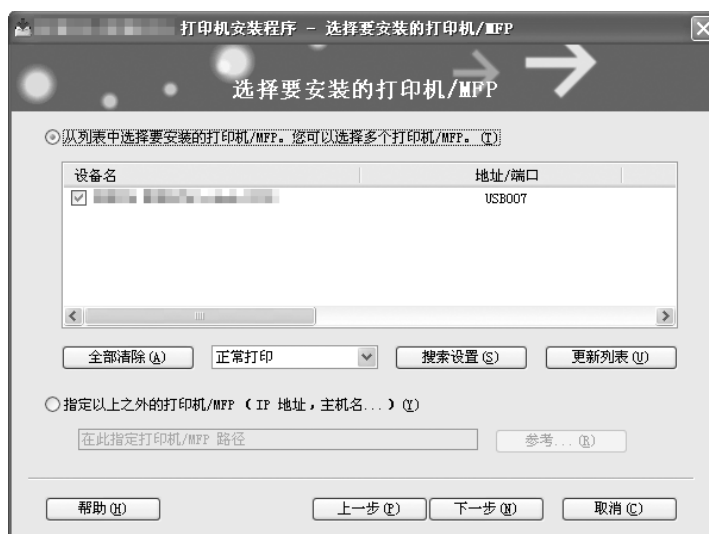 打印机安装程序 - 选择要安装的打印机/MFP
选择要安装的打印机/MFP
从列表中选择要安装的打印机/MFP。您可以选择多个打印机/MFP。(T)
设备名 地址/端口
USB007
全部清除(A) 正常打印 搜索设置(S) 更新列表(U)
指定以上之外的打印机/MFP (IP 地址,主机名...)(Y)
在此指定打印机/MFP 路径 参考...(R)
帮助(H) 上一步(P) 下一步(N) 取消(C)